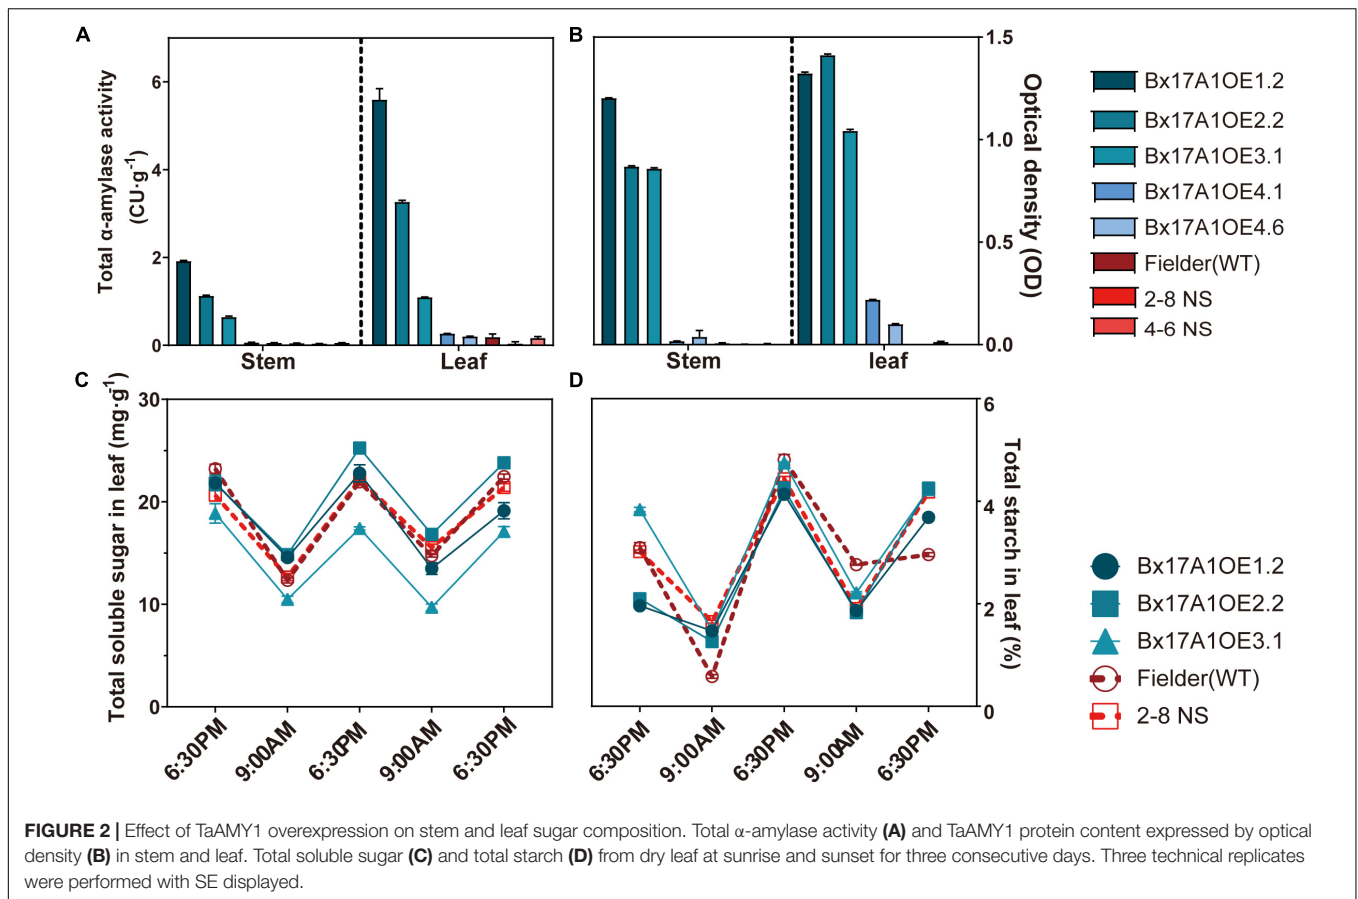 A
Total α-amylase activity
(CU·g-1)
6
4
2
0
Stem
Leaf
B
1.5
1.0
0.5
0.0
Optical density (OD)
Stem
leaf
Bx17A1OE1.2
Bx17A1OE2.2
Bx17A1OE3.1
Bx17A1OE4.1
Bx17A1OE4.6
Fielder(WT)
2-8 NS
4-6 NS
C
Total soluble sugar in leaf (mg·g-1)
30
20
10
0
6:30PM
9:00AM
6:30PM
9:00AM
6:30PM
D
6
4
2
0
Total starch in leaf (%)
6:30PM
9:00AM
6:30PM
9:00AM
6:30PM
Bx17A1OE1.2
Bx17A1OE2.2
Bx17A1OE3.1
Fielder(WT)
2-8 NS
FIGURE 2 | Effect of TaAMY1 overexpression on stem and leaf sugar composition. Total α-amylase activity (A) and TaAMY1 protein content expressed by optical
density (B) in stem and leaf. Total soluble sugar (C) and total starch (D) from dry leaf at sunrise and sunset for three consecutive days. Three technical replicates
were performed with SE displayed.